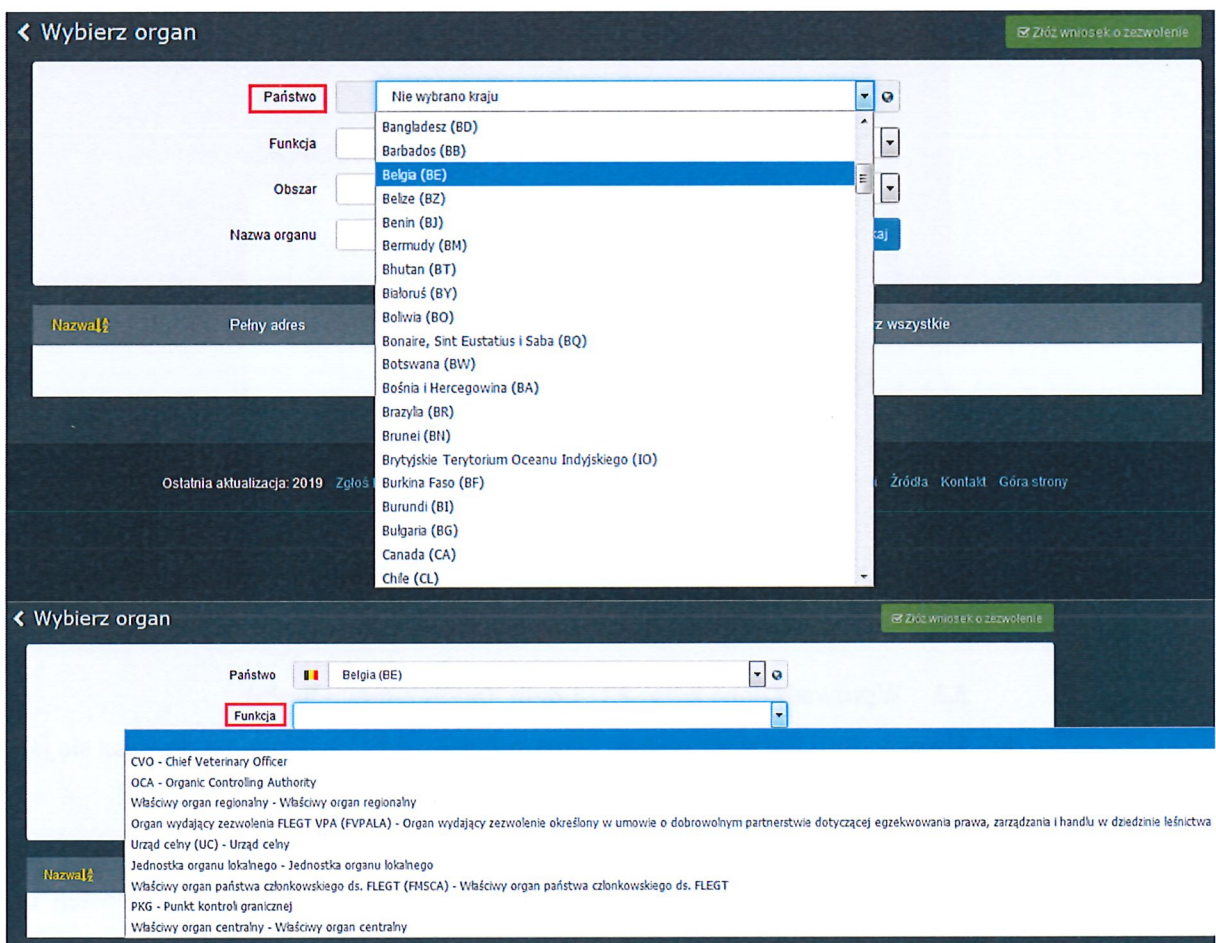 Wybierz organ
Złóż wniosek o zezwolenie
Państwo
Nie wybrano kraju
Funkcja
Obszar
Nazwa organu
kaj
Bangladesz (BD)
Barbados (BB)
Belgia (BE)
Belize (BZ)
Benin (BJ)
Bermudy (BM)
Bhutan (BT)
Białoruś (BY)
Boliwia (BO)
Bonaire, Sint Eustatius i Saba (BQ)
Botswana (BW)
Bośnia i Hercegowina (BA)
Brazylia (BR)
Brunei (BN)
Brytyjskie Terytorium Oceanu Indyjskiego (IO)
Burkina Faso (BF)
Burundi (BI)
Bułgaria (BG)
Canada (CA)
Chile (CL)
Nazwa Pełny adres rz wszystkie
Ostatnia aktualizacja: 2019 Zgłoś i Źródła Kontakt Góra strony
Wybierz organ
Złóż wniosek o zezwolenie
Państwo Belgia (BE)
Funkcja
CVO - Chief Veterinary Officer
OCA - Organic Controling Authority
Właściwy organ regionalny - Właściwy organ regionalny
Organ wydający zezwolenia FLEGT VPA (FVPALA) - Organ wydający zezwolenie określony w umowie o dobrowolnym partnerstwie dotyczącej egzekwowania prawa, zarządzania i handlu w dziedzinie leśnictwa
Urząd celny (UC) - Urząd celny
Jednostka organu lokalnego - Jednostka organu lokalnego
Właściwy organ państwa członkowskiego ds. FLEGT (FMSCA) - Właściwy organ państwa członkowskiego ds. FLEGT
PKG - Punkt kontroli granicznej
Właściwy organ centralny - Właściwy organ centralny
Nazwa